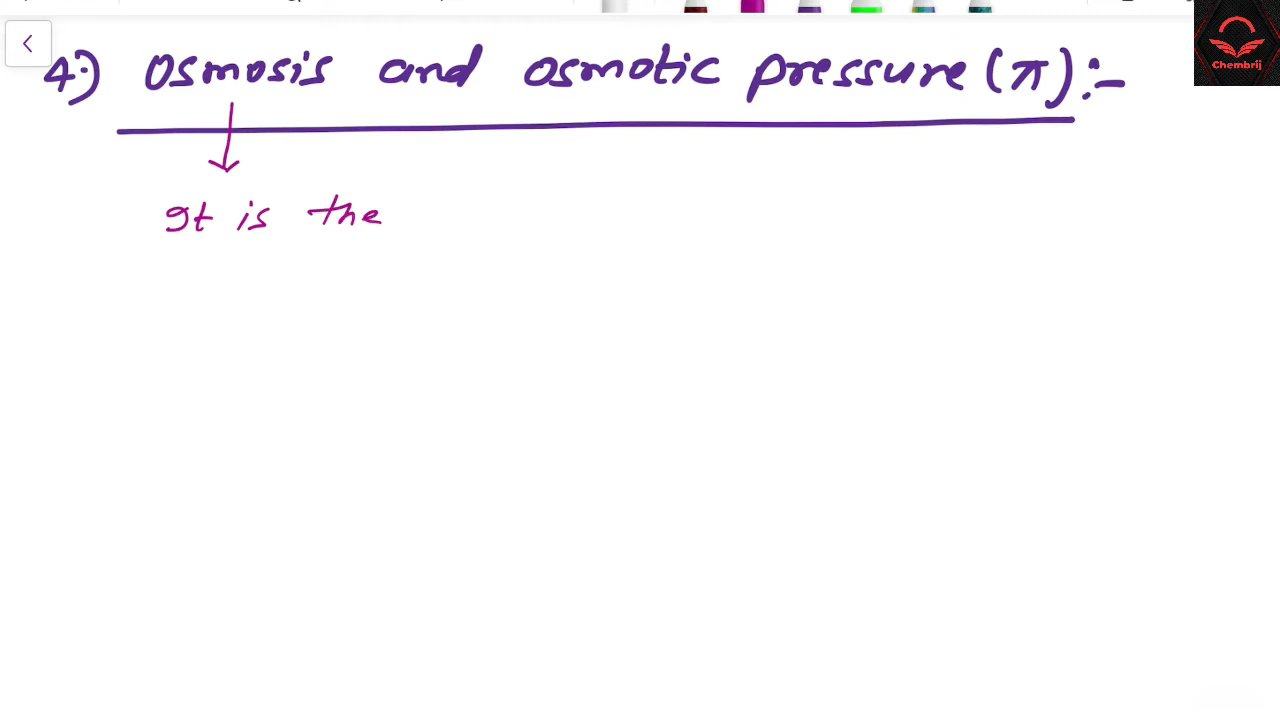 Chembrij
4:) Osmosis and osmotic pressure (π):-
It is the